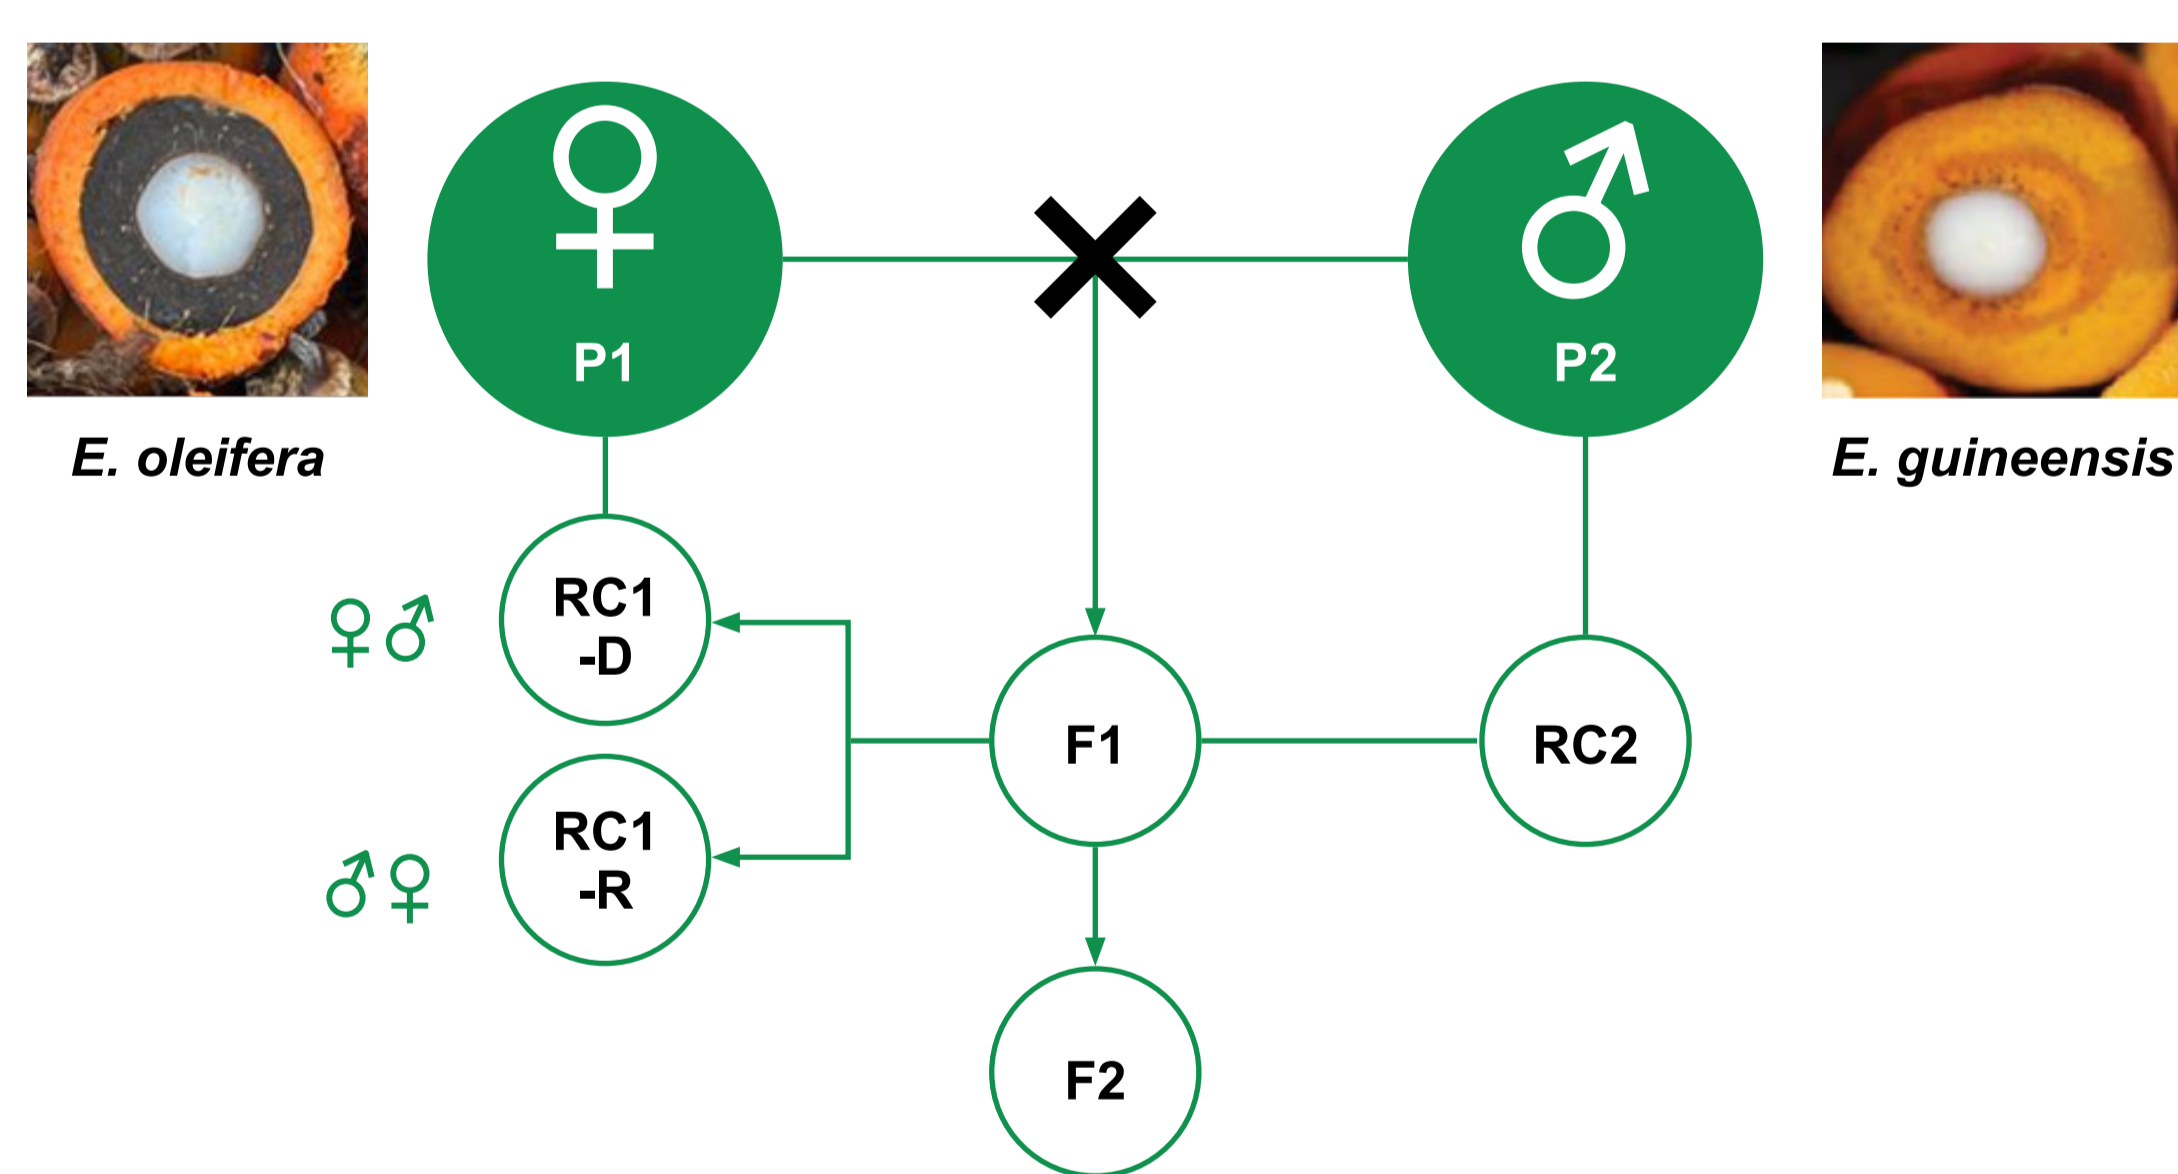 P1
P2
E. oleifera
E. guineensis
RC1
-D
F1
RC2
RC1
-R
F2